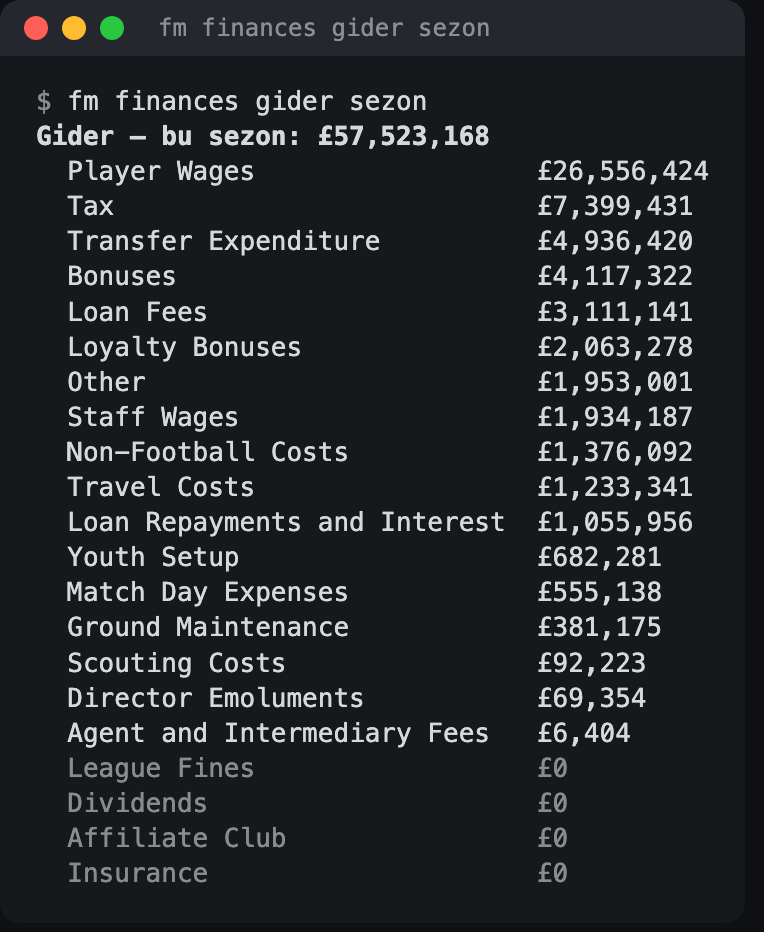 fm finances gider sezon
$ fm finances gider sezon
Gider — bu sezon: £57,523,168
Player Wages £26,556,424
Tax £7,399,431
Transfer Expenditure £4,936,420
Bonuses £4,117,322
Loan Fees £3,111,141
Loyalty Bonuses £2,063,278
Other £1,953,001
Staff Wages £1,934,187
Non-Football Costs £1,376,092
Travel Costs £1,233,341
Loan Repayments and Interest £1,055,956
Youth Setup £682,281
Match Day Expenses £555,138
Ground Maintenance £381,175
Scouting Costs £92,223
Director Emoluments £69,354
Agent and Intermediary Fees £6,404
League Fines £0
Dividends £0
Affiliate Club £0
Insurance £0